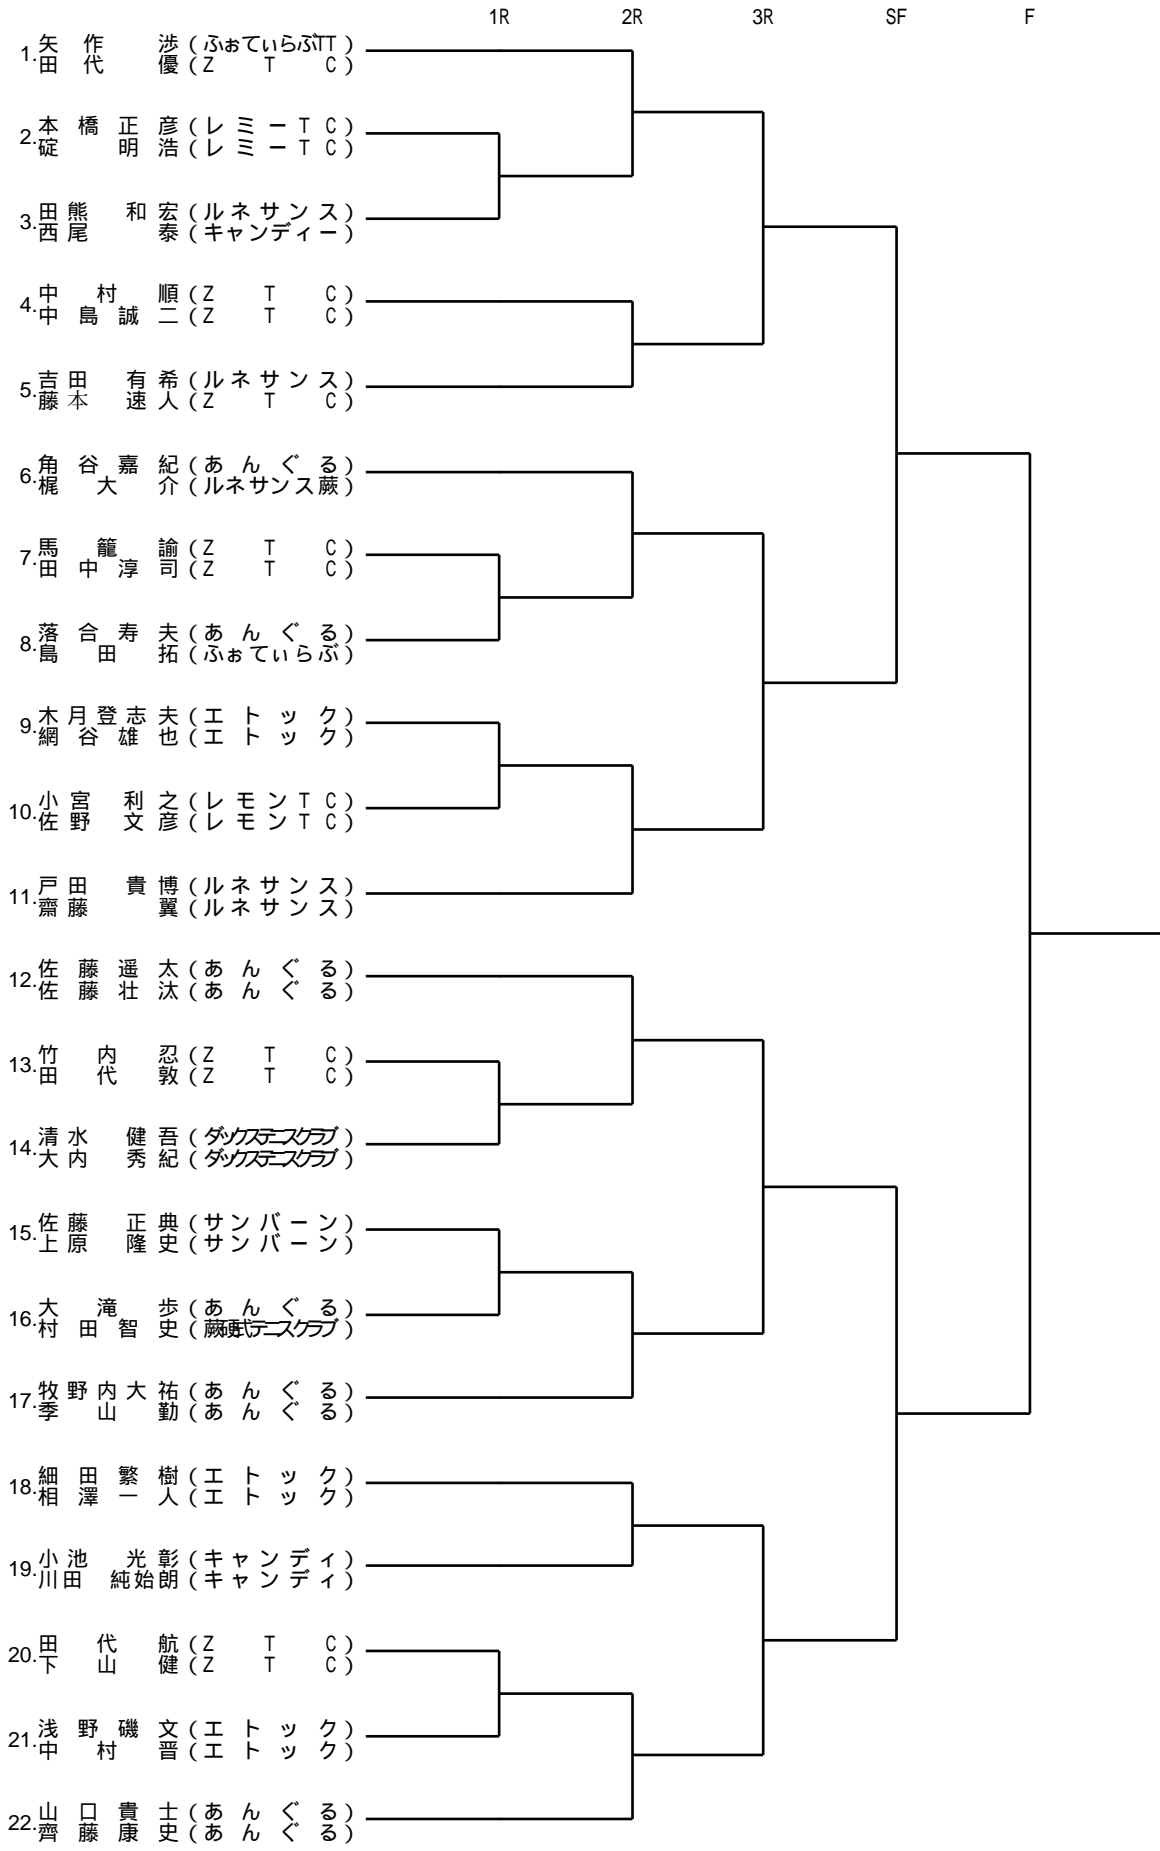 1R 2R 3R SF F
1. 矢作 渉 (ふぉてぃらぶTT)
田代 優 (ZTC)
2. 本橋正彦 (レミーTC)
碇 明浩 (レミーTC)
3. 田熊 和宏 (ルネサンス)
西尾 泰 (キャンディー)
4. 中村 順 (ZTC)
中島誠二 (ZTC)
5. 吉田 有希 (ルネサンス)
藤本 速人 (ZTC)
6. 角谷嘉紀 (あんぐる)
梶 大介 (ルネサンス蕨)
7. 馬籠 諭 (ZTC)
田中淳司 (ZTC)
8. 落合寿夫 (あんぐる)
島田 拓 (ふぉてぃらぶ)
9. 木月登志夫 (エトック)
網谷雄也 (エトック)
10. 小宮 利之 (レモンTC)
佐野 文彦 (レモンTC)
11. 戸田 貴博 (ルネサンス)
齋藤 翼 (ルネサンス)
12. 佐藤遥太 (あんぐる)
佐藤壮汰 (あんぐる)
13. 竹内 忍 (ZTC)
田代 敦 (ZTC)
14. 清水 健吾 (ダックステニスクラブ)
大内 秀紀 (ダックステニスクラブ)
15. 佐藤 正典 (サンバーン)
上原 隆史 (サンバーン)
16. 大滝 歩 (あんぐる)
村田智史 (蕨硬式テニスクラブ)
17. 牧野内大祐 (あんぐる)
季山 勤 (あんぐる)
18. 細田繁樹 (エトック)
相澤一人 (エトック)
19. 小池 光彰 (キャンディ)
川田 純始朗 (キャンディ)
20. 田代 航 (ZTC)
下山 健 (ZTC)
21. 浅野磯文 (エトック)
中村 晋 (エトック)
22. 山口貴士 (あんぐる)
齊藤康史 (あんぐる)